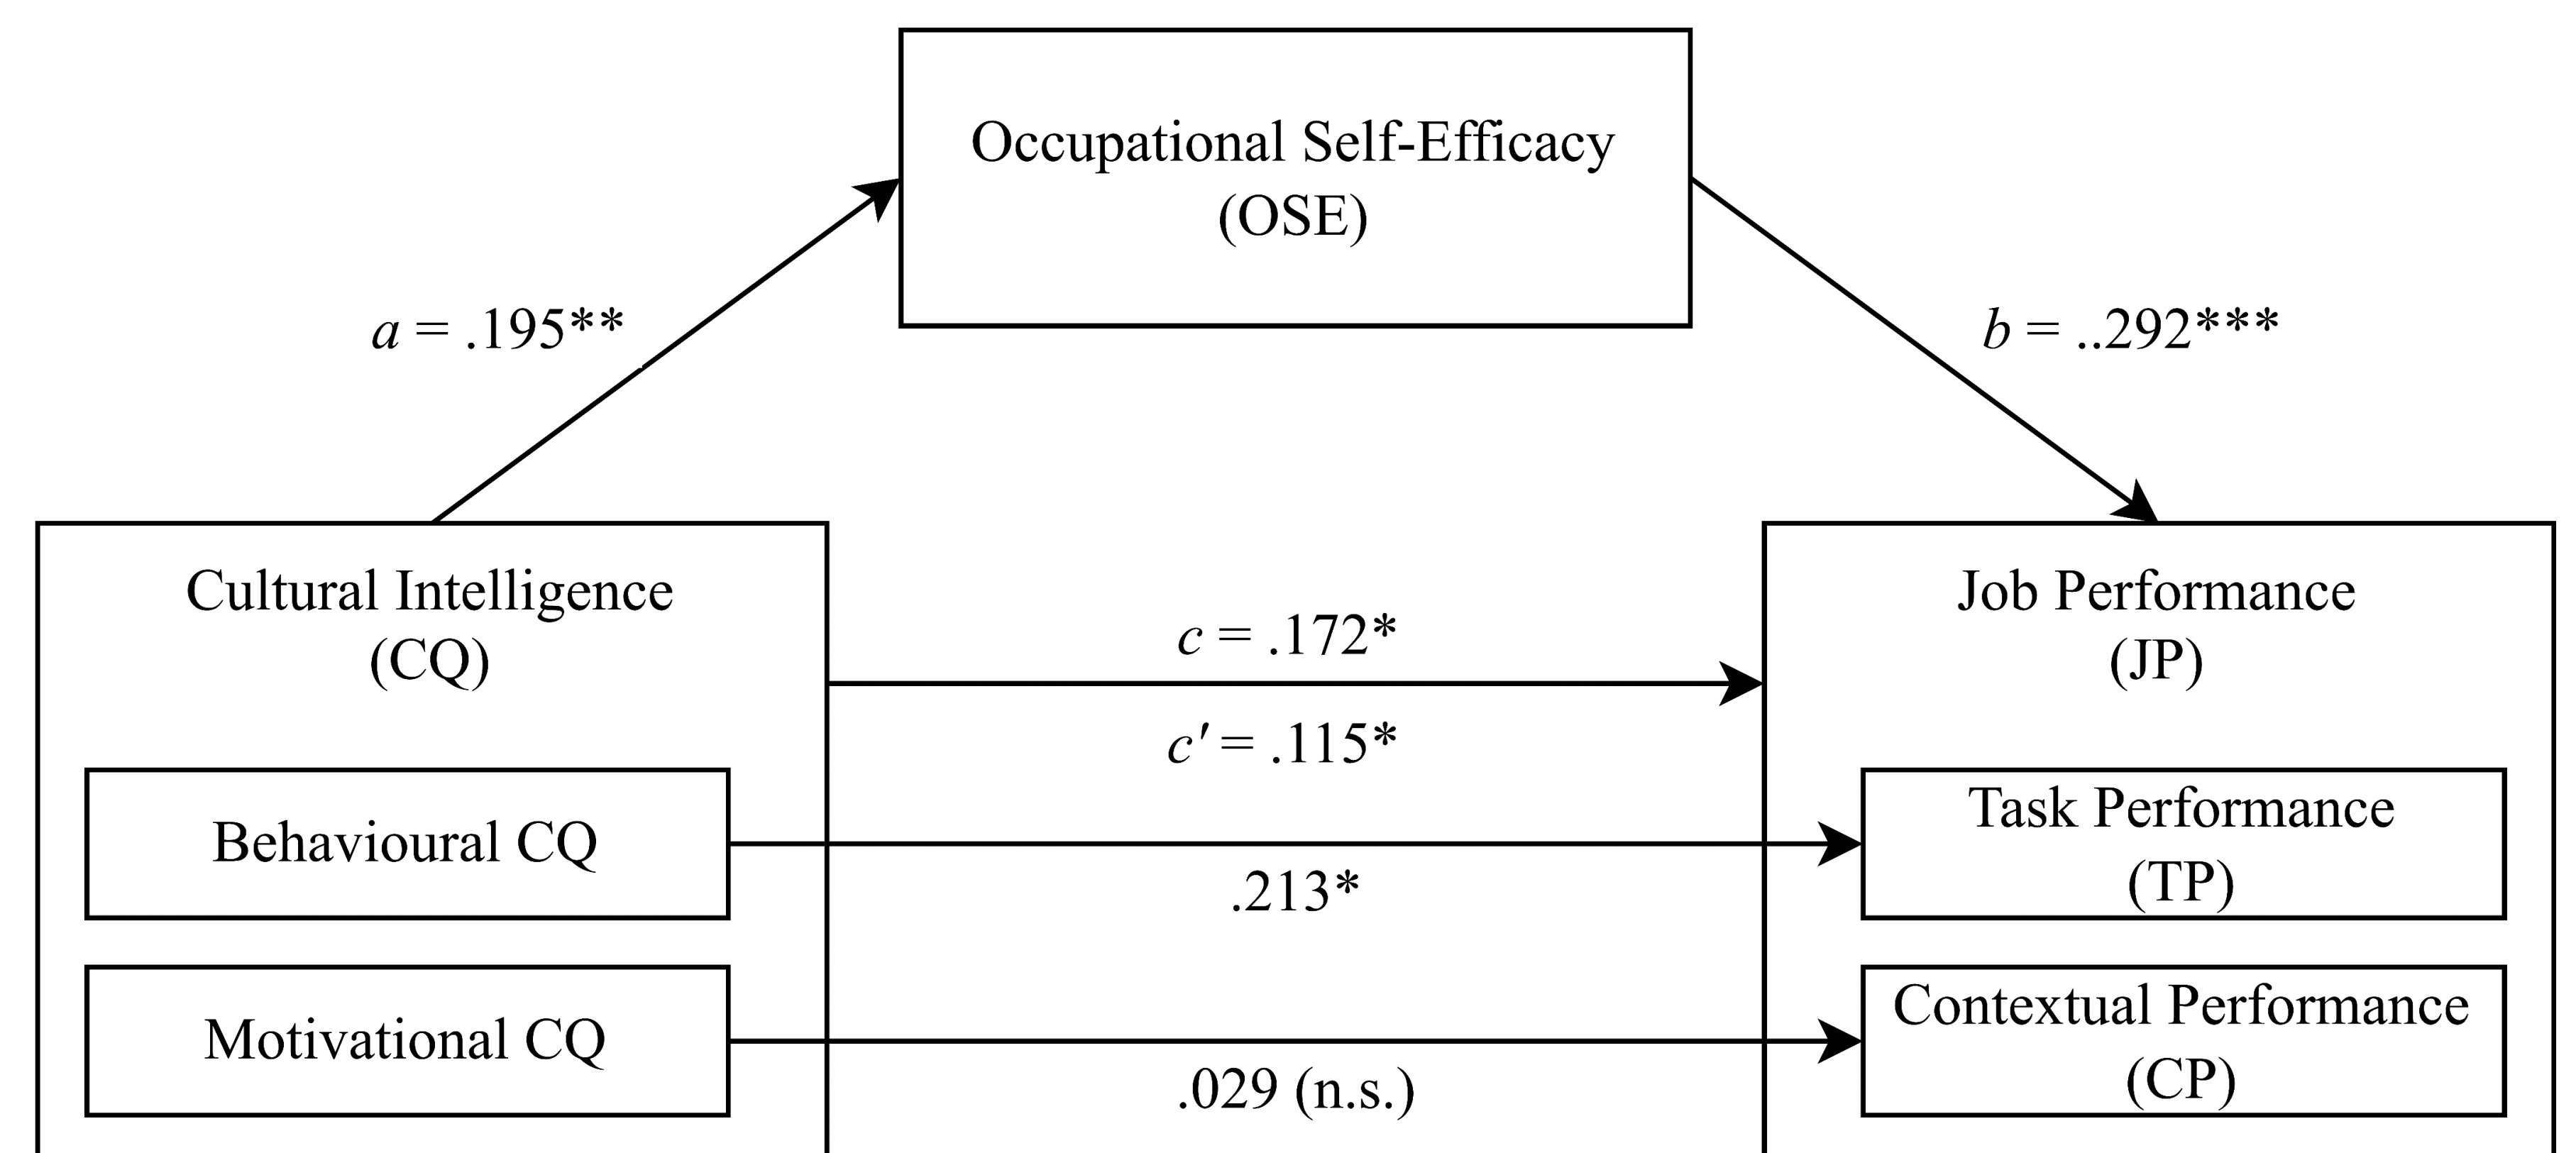 Occupational Self-Efficacy
(OSE)
a = .195**
b = ..292***
Cultural Intelligence
(CQ)
c = .172*
c' = .115*
Job Performance
(JP)
Behavioural CQ
.213*
Task Performance
(TP)
Motivational CQ
.029 (n.s.)
Contextual Performance
(CP)